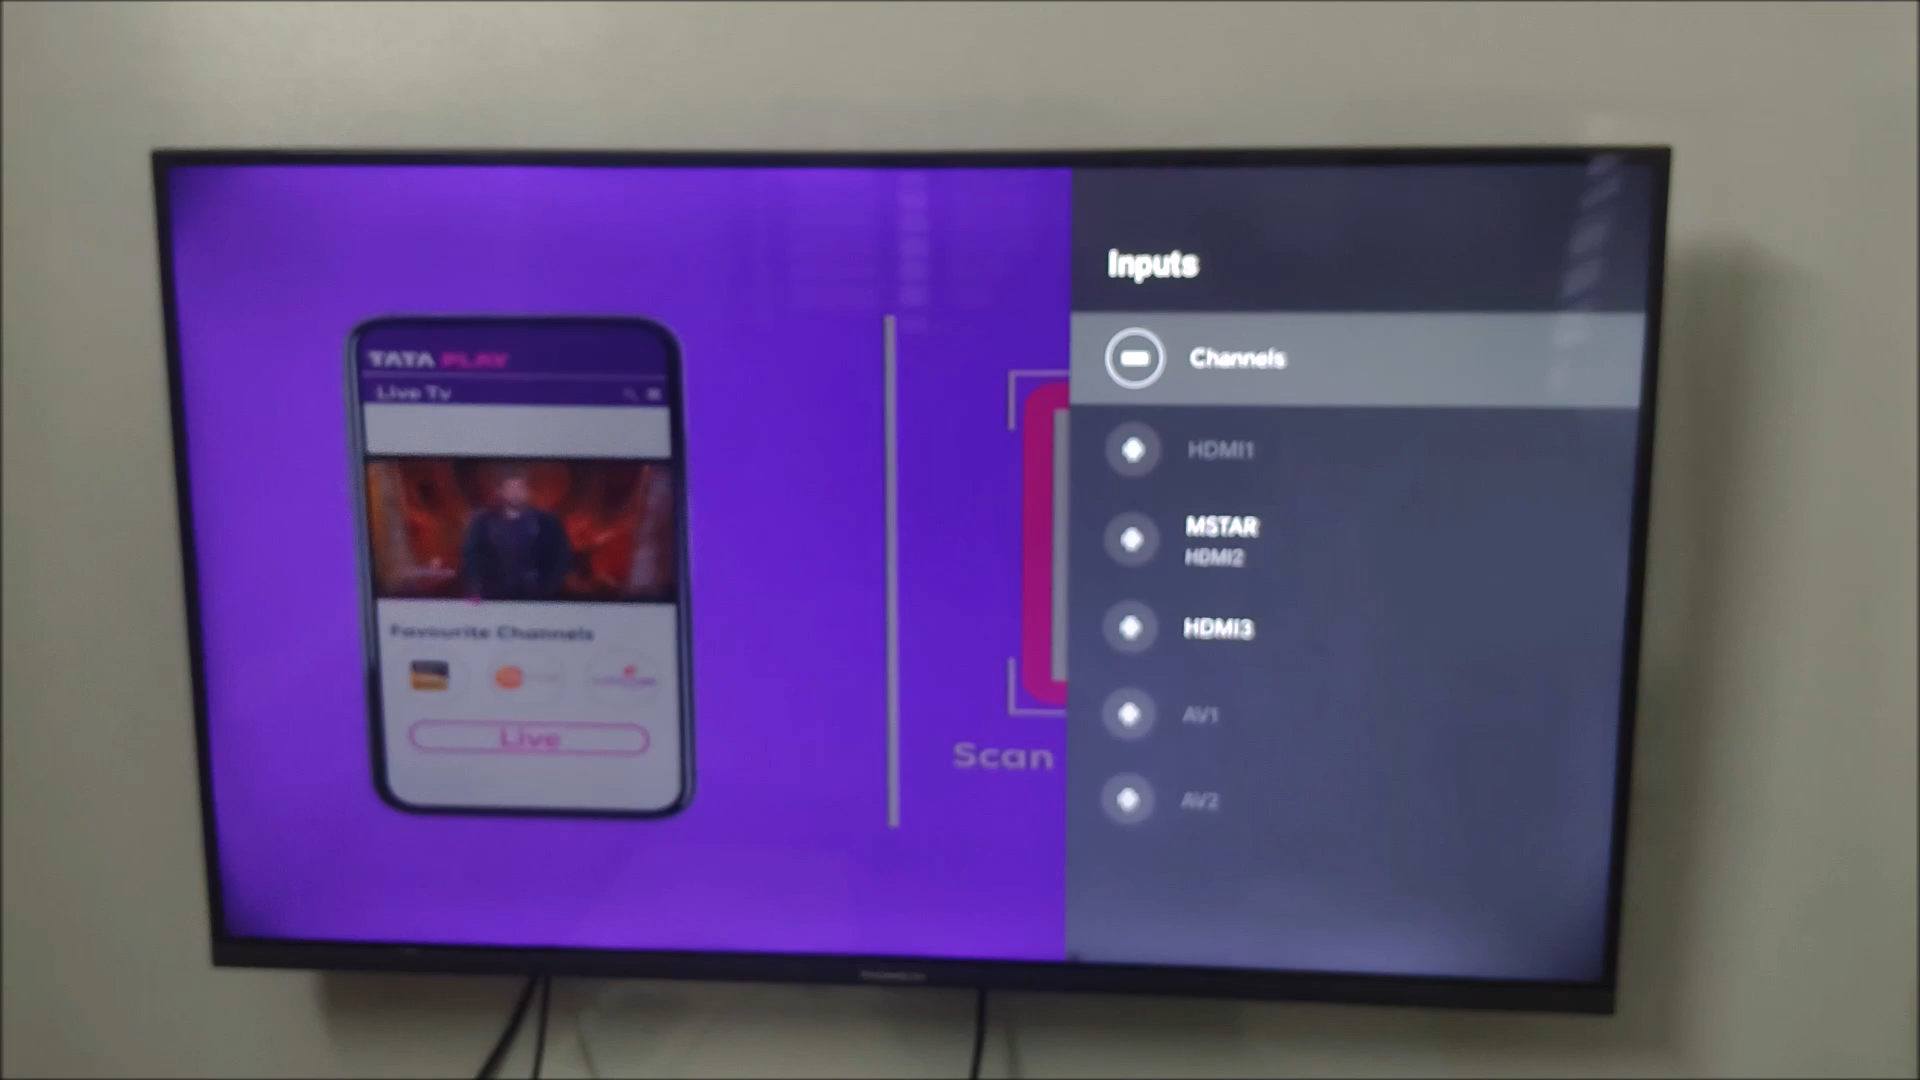 TATA PLAY
Live Tv
Favourite Channels
Live
Scan
Inputs
Channels
HDMI1
MSTAR
HDMI2
HDMI3
AV1
AV2